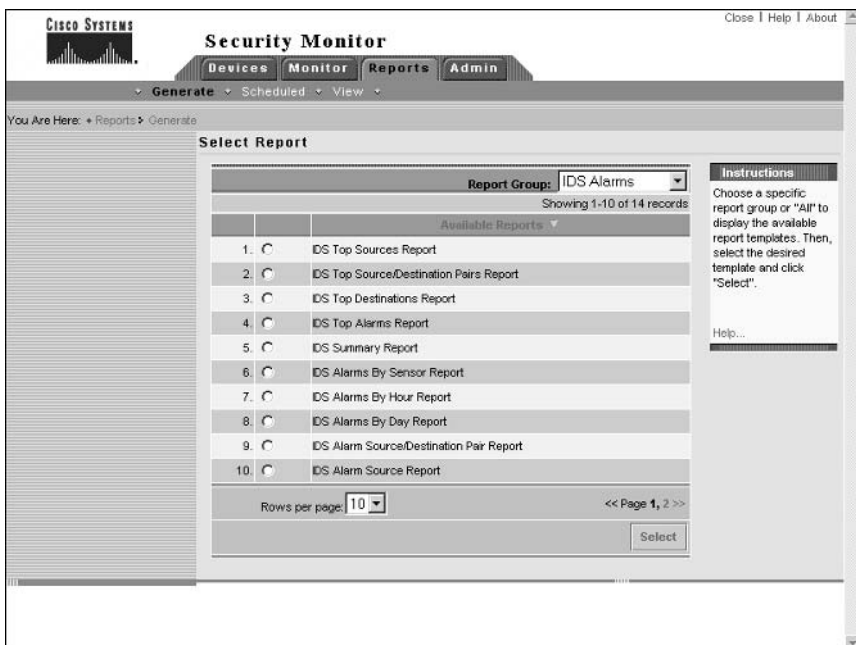 Close | Help | About
CISCO SYSTEMS
Security Monitor
Devices Monitor Reports Admin
Generate Scheduled View
You Are Here: Reports > Generate
Select Report
Report Group: IDS Alarms
Showing 1-10 of 14 records
Available Reports
1. IDS Top Sources Report
2. IDS Top Source/Destination Pairs Report
3. IDS Top Destinations Report
4. IDS Top Alarms Report
5. IDS Summary Report
6. IDS Alarms By Sensor Report
7. IDS Alarms By Hour Report
8. IDS Alarms By Day Report
9. IDS Alarm Source/Destination Pair Report
10. IDS Alarm Source Report
Rows per page: 10
<< Page 1, 2 >>
Select
Instructions
Choose a specific
report group or "All" to
display the available
report templates. Then,
select the desired
template and click
"Select".
Help...